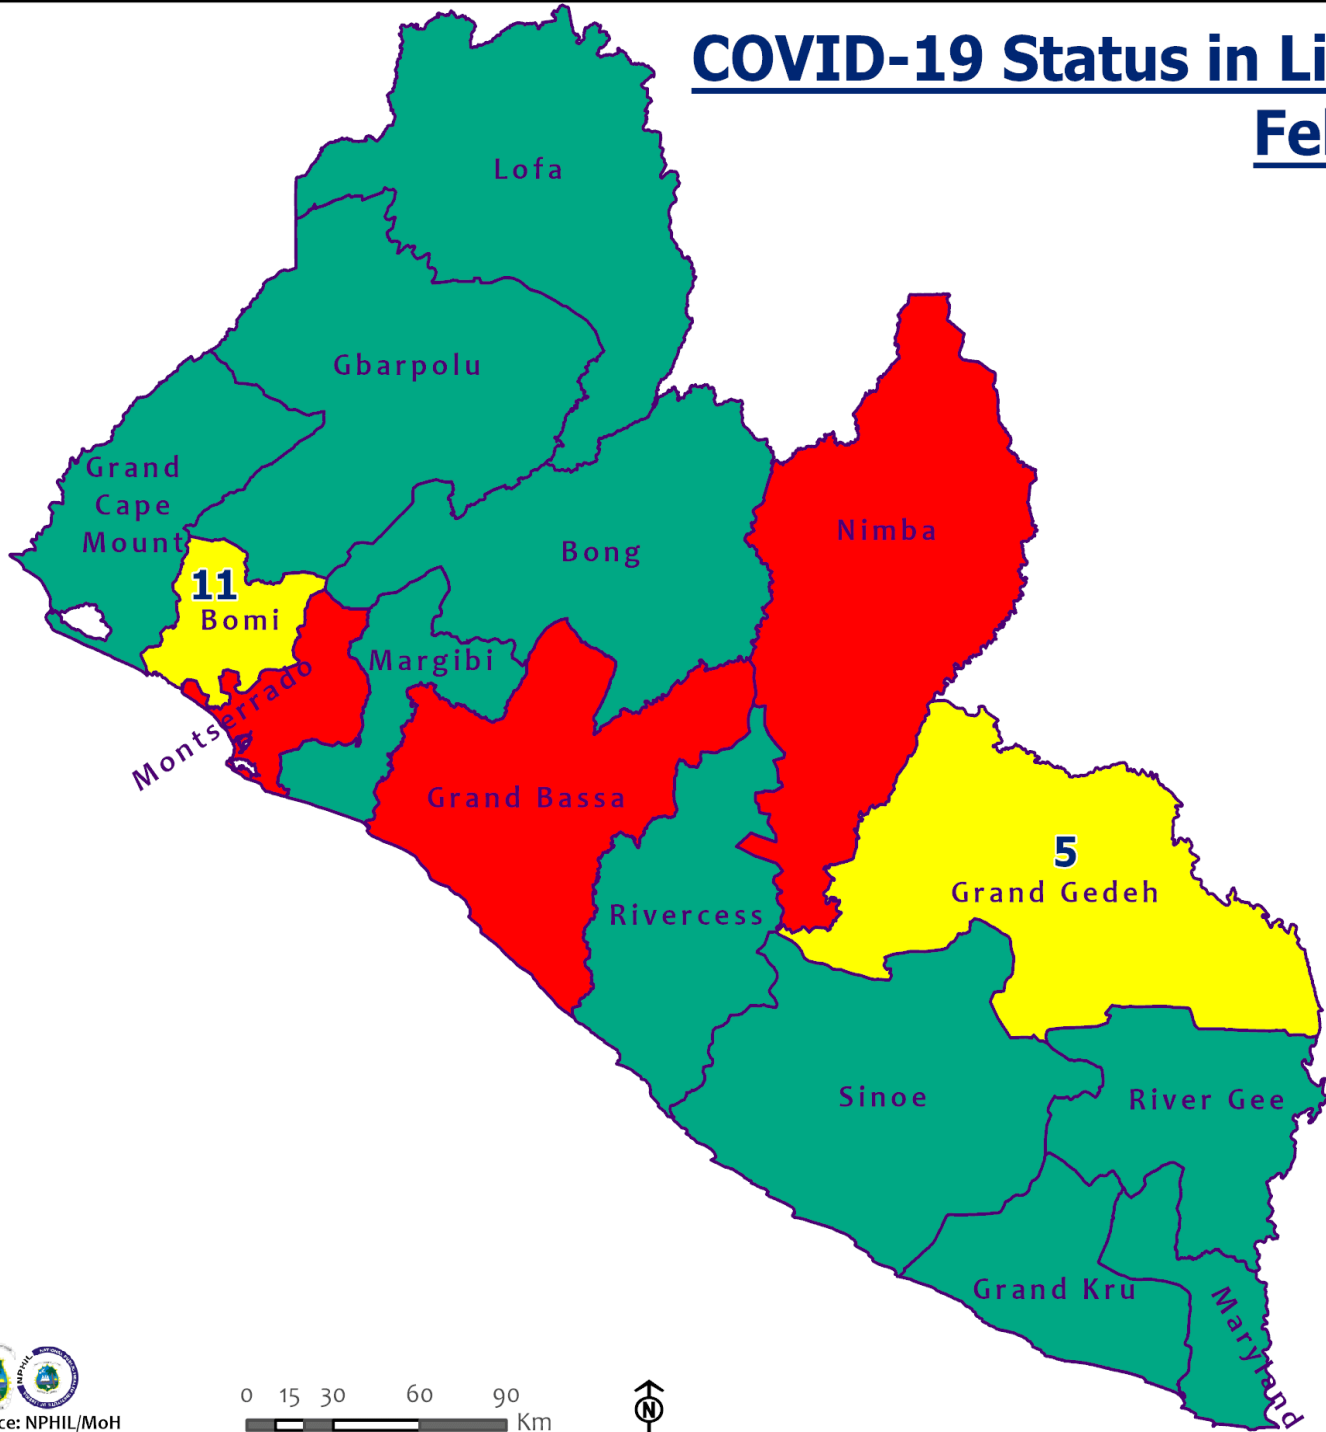 COVID-19 Status in Li
Fe
Lofa
Gbarpolu
Grand
Cape
Mount
Nimba
Bong
11
Bomi
Margibi
Montserrado
Grand Bassa
5
Grand Gedeh
Rivercess
Sinoe
River Gee
Grand Kru
Maryland
NPHIL
0 15 30 60 90
Km
N
ce: NPHIL/MoH